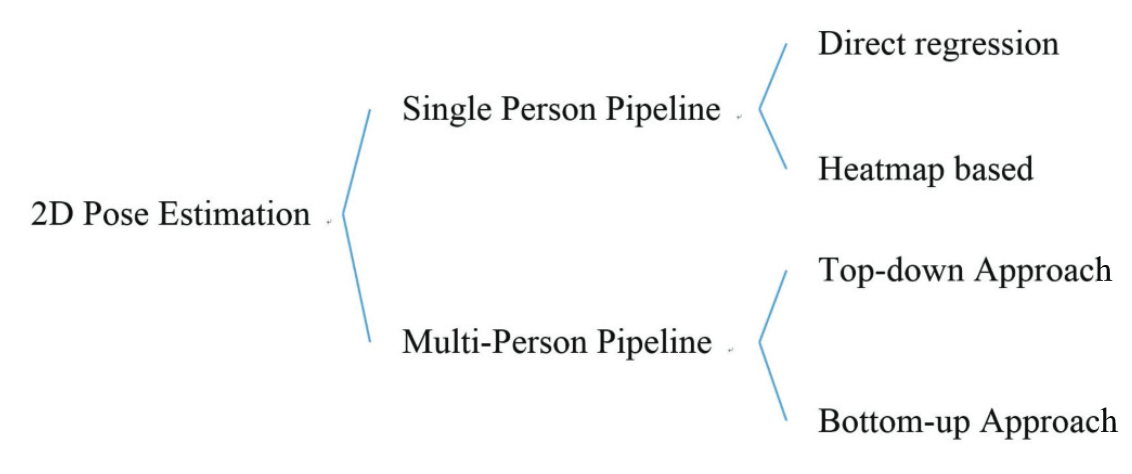 2D Pose Estimation
Single Person Pipeline
Direct regression
Heatmap based
Multi-Person Pipeline
Top-down Approach
Bottom-up Approach